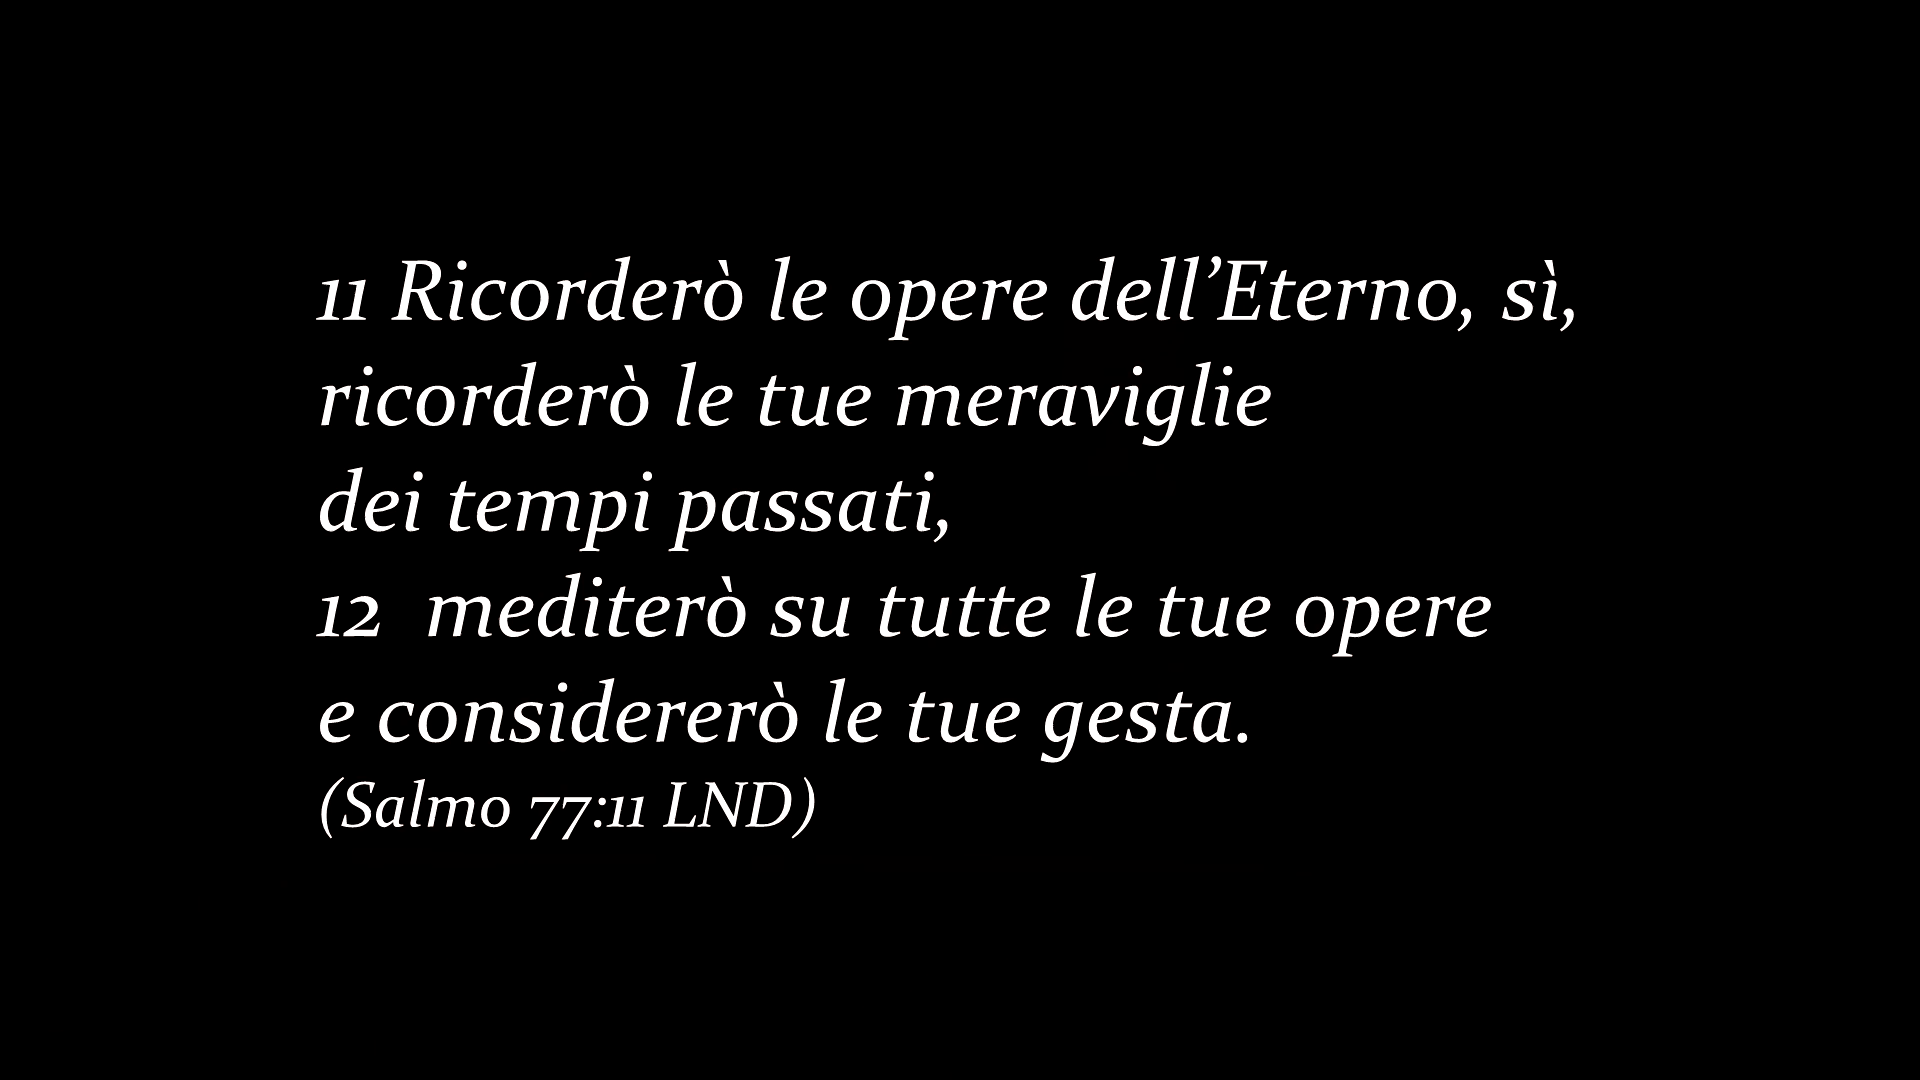 11 Ricorderò le opere dell’Eterno, sì,
ricorderò le tue meraviglie
dei tempi passati,
12  mediterò su tutte le tue opere
e considererò le tue gesta.
(Salmo 77:11 LND)